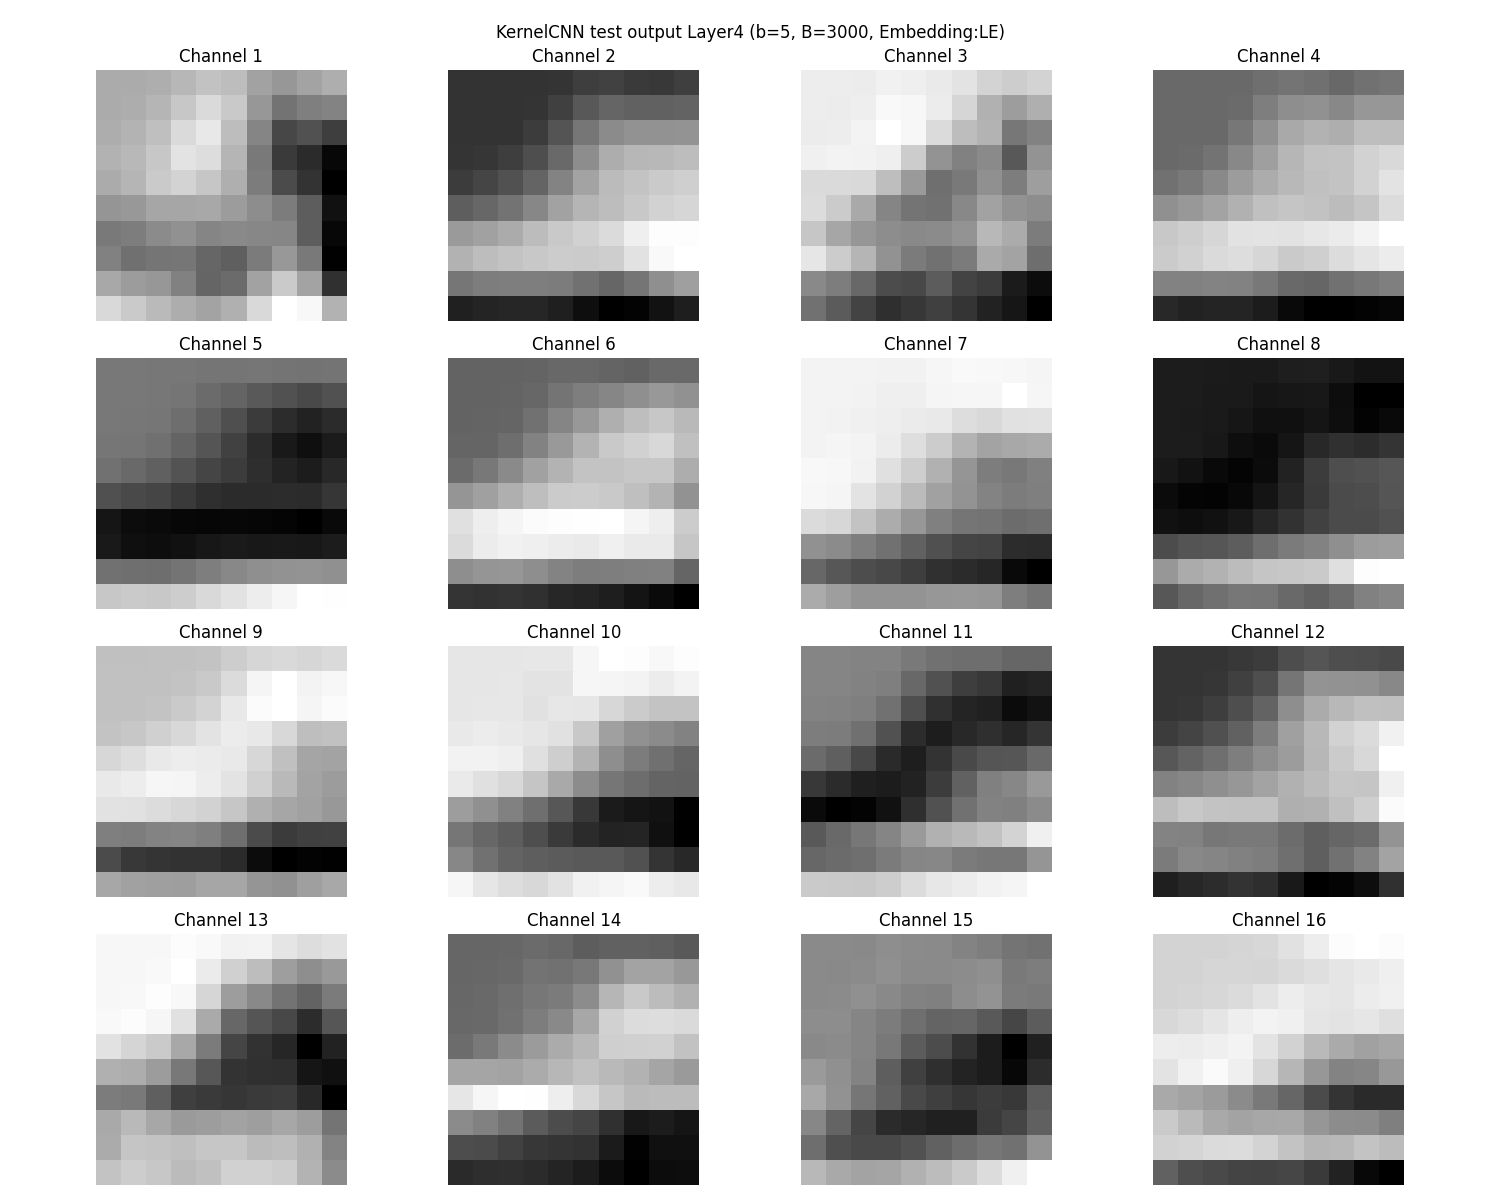 KernelCNN test output Layer4 (b=5, B=3000, Embedding:LE)
Channel 1
Channel 2
Channel 3
Channel 4
Channel 5
Channel 6
Channel 7
Channel 8
Channel 9
Channel 10
Channel 11
Channel 12
Channel 13
Channel 14
Channel 15
Channel 16